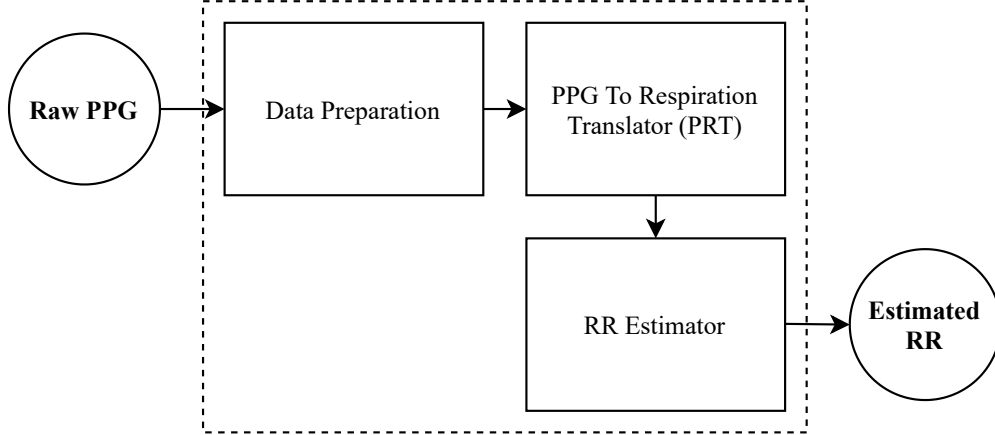 Raw PPG
Data Preparation
PPG To Respiration
Translator (PRT)
RR Estimator
Estimated
RR